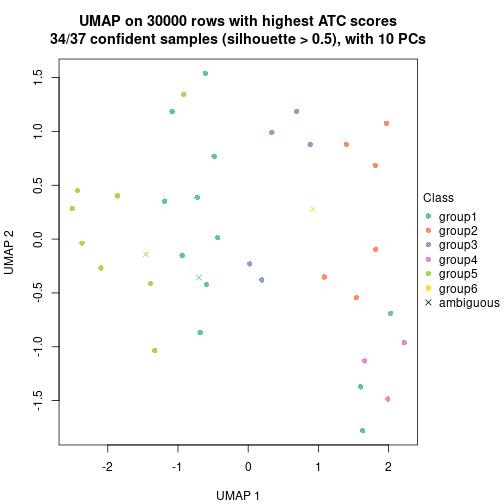 UMAP on 30000 rows with highest ATC scores
34/37 confident samples (silhouette > 0.5), with 10 PCs
1.5
1.0
0.5
0.0
-0.5
-1.0
-1.5
UMAP 2
-2
-1
0
1
2
UMAP 1
Class
group1
group2
group3
group4
group5
group6
ambiguous